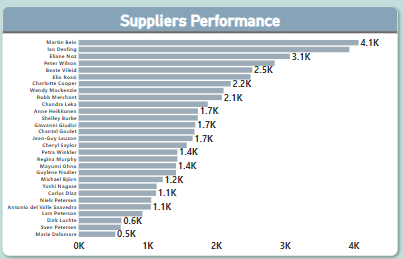 Suppliers Performance
Martin Bein 4.1K
Ian Devling
Eliane Noz 3.1K
Peter Wilson
Beate Vileid 2.5K
Elio Rossi
Charlotte Cooper 2.2K
Wendy Mackenzie
Robb Merchant 2.1K
Chandra Leka
Anne Heikkonen 1.7K
Shelley Burke
Giovanni Giudici 1.7K
Chantal Goulet
Jean-Guy Lauzon 1.7K
Cheryl Saylor
Petra Winkler 1.4K
Regina Murphy
Mayumi Ohno 1.4K
Guylène Nodier
Michael Björn 1.2K
Yoshi Nagase
Carlos Diaz 1.1K
Niels Petersen
Antonio del Valle Saavedra 1.1K
Lars Peterson
Dirk Luchte 0.6K
Sven Petersen
Marie Delamare 0.5K
0K 1K 2K 3K 4K